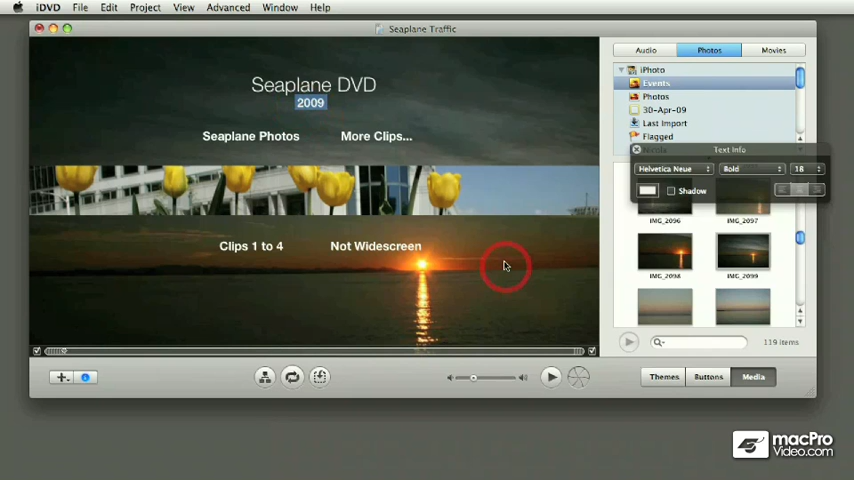 iDVD File Edit Project View Advanced Window Help
Seaplane Traffic
Seaplane DVD
2009
Seaplane Photos More Clips...
Clips 1 to 4 Not Widescreen
Audio Photos Movies
iPhoto
Events
Photos
30-Apr-09
Last Import
Flagged
Text Info
Helvetica Neue Bold 18
Shadow
IMG_2096 IMG_2097
IMG_2098 IMG_2099
119 items
Themes Buttons Media
macPro
Video.com